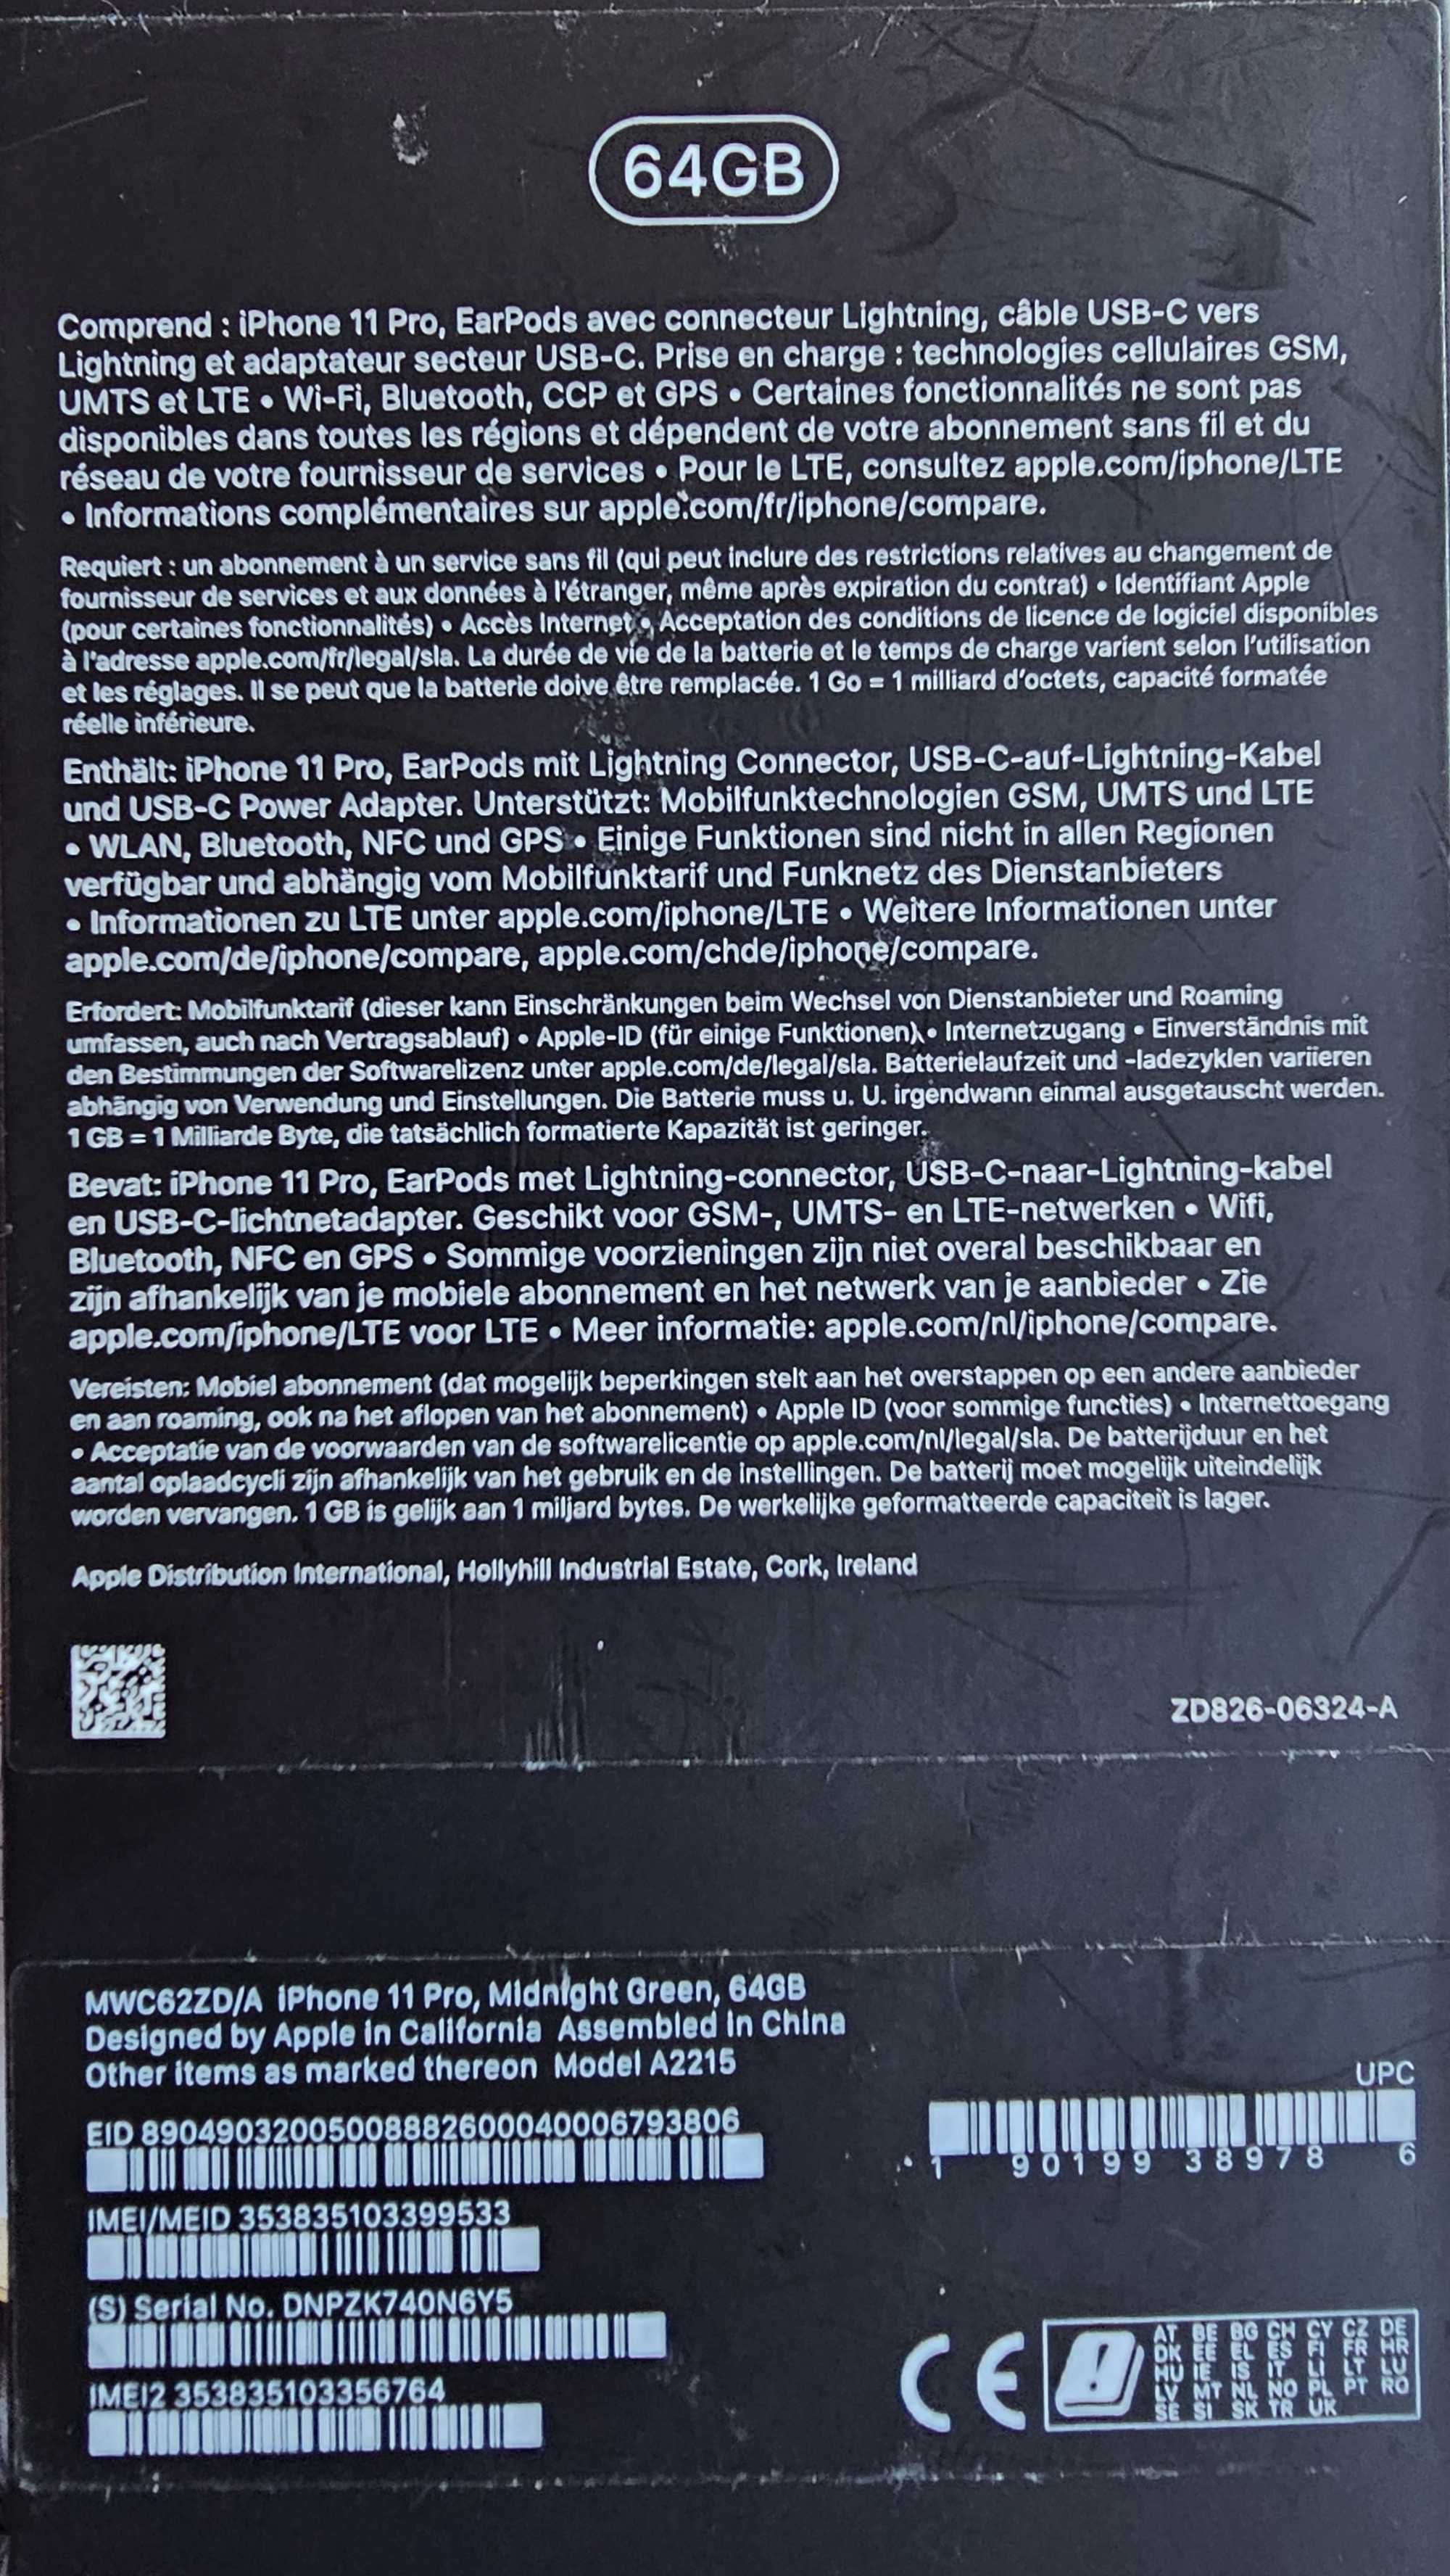 64GB
Comprend : iPhone 11 Pro, EarPods avec connecteur Lightning, câble USB-C vers
Lightning et adaptateur secteur USB-C. Prise en charge : technologies cellulaires GSM,
UMTS et LTE • Wi-Fi, Bluetooth, CCP et GPS • Certaines fonctionnalités ne sont pas
disponibles dans toutes les régions et dépendent de votre abonnement sans fil et du
réseau de votre fournisseur de services • Pour le LTE, consultez apple.com/iphone/LTE
• Informations complémentaires sur apple.com/fr/iphone/compare.
Requiert : un abonnement à un service sans fil (qui peut inclure des restrictions relatives au changement de
fournisseur de services et aux données à l'étranger, même après expiration du contrat) • Identifiant Apple
(pour certaines fonctionnalités) • Accès Internet • Acceptation des conditions de licence de logiciel disponibles
à l'adresse apple.com/fr/legal/sla. La durée de vie de la batterie et le temps de charge varient selon l'utilisation
et les réglages. Il se peut que la batterie doive être remplacée. 1 Go = 1 milliard d'octets, capacité formatée
réelle inférieure.
Enthält: iPhone 11 Pro, EarPods mit Lightning Connector, USB-C-auf-Lightning-Kabel
und USB-C Power Adapter. Unterstützt: Mobilfunktechnologien GSM, UMTS und LTE
• WLAN, Bluetooth, NFC und GPS • Einige Funktionen sind nicht in allen Regionen
verfügbar und abhängig vom Mobilfunktarif und Funknetz des Dienstanbieters
• Informationen zu LTE unter apple.com/iphone/LTE • Weitere Informationen unter
apple.com/de/iphone/compare, apple.com/chde/iphone/compare.
Erfordert: Mobilfunktarif (dieser kann Einschränkungen beim Wechsel von Dienstanbieter und Roaming
umfassen, auch nach Vertragsablauf) • Apple-ID (für einige Funktionen) • Internetzugang • Einverständnis mit
den Bestimmungen der Softwarelizenz unter apple.com/de/legal/sla. Batterielaufzeit und -ladezyklen variieren
abhängig von Verwendung und Einstellungen. Die Batterie muss u. U. irgendwann einmal ausgetauscht werden.
1 GB = 1 Milliarde Byte, die tatsächlich formatierte Kapazität ist geringer.
Bevat: iPhone 11 Pro, EarPods met Lightning-connector, USB-C-naar-Lightning-kabel
en USB-C-lichtnetadapter. Geschikt voor GSM-, UMTS- en LTE-netwerken • Wifi,
Bluetooth, NFC en GPS • Sommige voorzieningen zijn niet overal beschikbaar en
zijn afhankelijk van je mobiele abonnement en het netwerk van je aanbieder • Zie
apple.com/iphone/LTE voor LTE • Meer informatie: apple.com/nl/iphone/compare.
Vereisten: Mobiel abonnement (dat mogelijk beperkingen stelt aan het overstappen op een andere aanbieder
en aan roaming, ook na het aflopen van het abonnement) • Apple ID (voor sommige functies) • Internettoegang
• Acceptatie van de voorwaarden van de softwarelicentie op apple.com/nl/legal/sla. De batterijduur en het
aantal oplaadcycli zijn afhankelijk van het gebruik en de instellingen. De batterij moet mogelijk uiteindelijk
worden vervangen. 1 GB is gelijk aan 1 miljard bytes. De werkelijke geformatteerde capaciteit is lager.
Apple Distribution International, Hollyhill Industrial Estate, Cork, Ireland
ZD826-06324-A
MWC62ZD/A iPhone 11 Pro, Midnight Green, 64GB
Designed by Apple in California Assembled in China
Other items as marked thereon Model A2215
EID 89049032005008882600040006793806
UPC
1 90199 38978 6
IMEI/MEID 353835103399533
(S) Serial No. DNPZK740N6Y5
IMEI2 353835103356764
CE
AT BE BG CH CY CZ DE
DK EE EL ES FI FR HR
HU IE IS IT LI LT LU
LV MT NL NO PL PT RO
SE SI SK TR UK